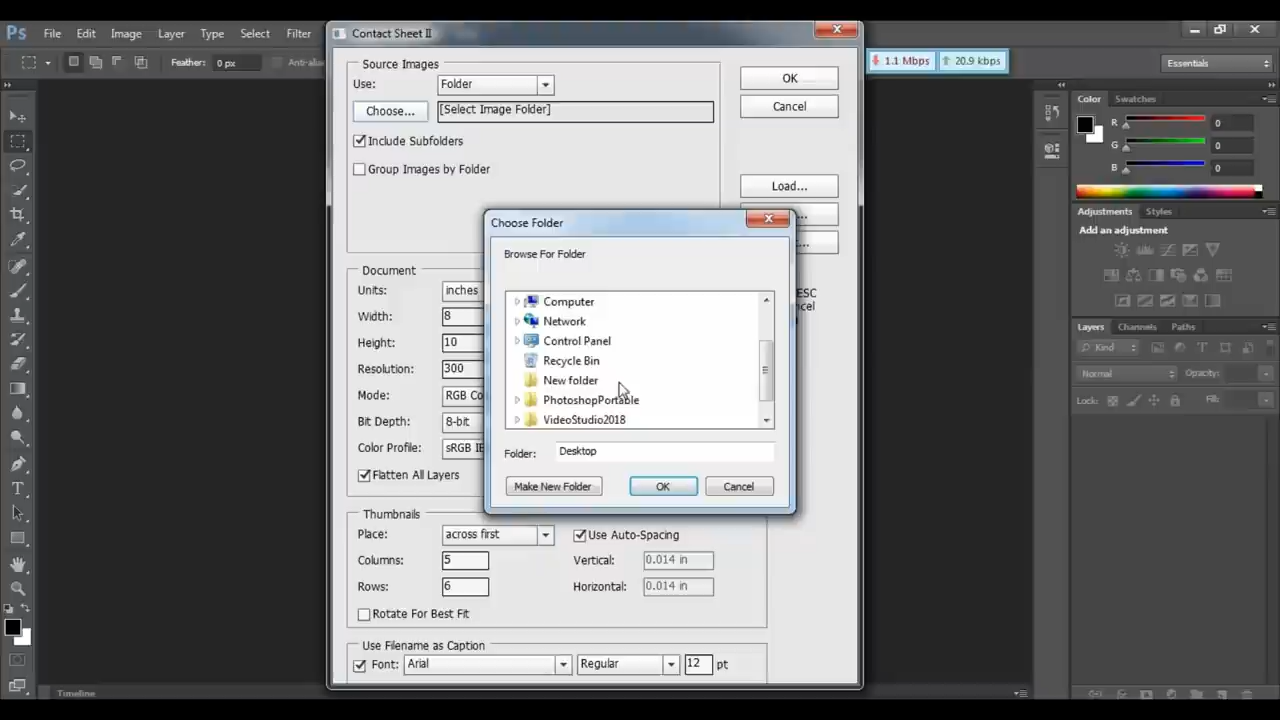 Ps File Edit Image Layer Type Select Filter
Contact Sheet II
Feather: 0 px Anti-alia
1.1 Mbps 20.9 kbps
Essentials
Source Images
Use: Folder
Choose... [Select Image Folder]
Include Subfolders
Group Images by Folder
OK
Cancel
Load...
Choose Folder
Browse For Folder
Computer
Network
Control Panel
Recycle Bin
New folder
PhotoshopPortable
VideoStudio2018
Folder: Desktop
Make New Folder OK Cancel
Document
Units: inches
Width: 8
Height: 10
Resolution: 300
Mode: RGB Co
Bit Depth: 8-bit
Color Profile: sRGB IE
Flatten All Layers
ESC
ncel
Thumbnails
Place: across first
Use Auto-Spacing
Columns: 5
Vertical: 0.014 in
Rows: 6
Horizontal: 0.014 in
Rotate For Best Fit
Use Filename as Caption
Font: Arial Regular 12 pt
Color Swatches
R 0
G 0
B 0
Adjustments Styles
Add an adjustment
Layers Channels Paths
Kind
Normal Opacity:
Lock: Fill:
Timeline